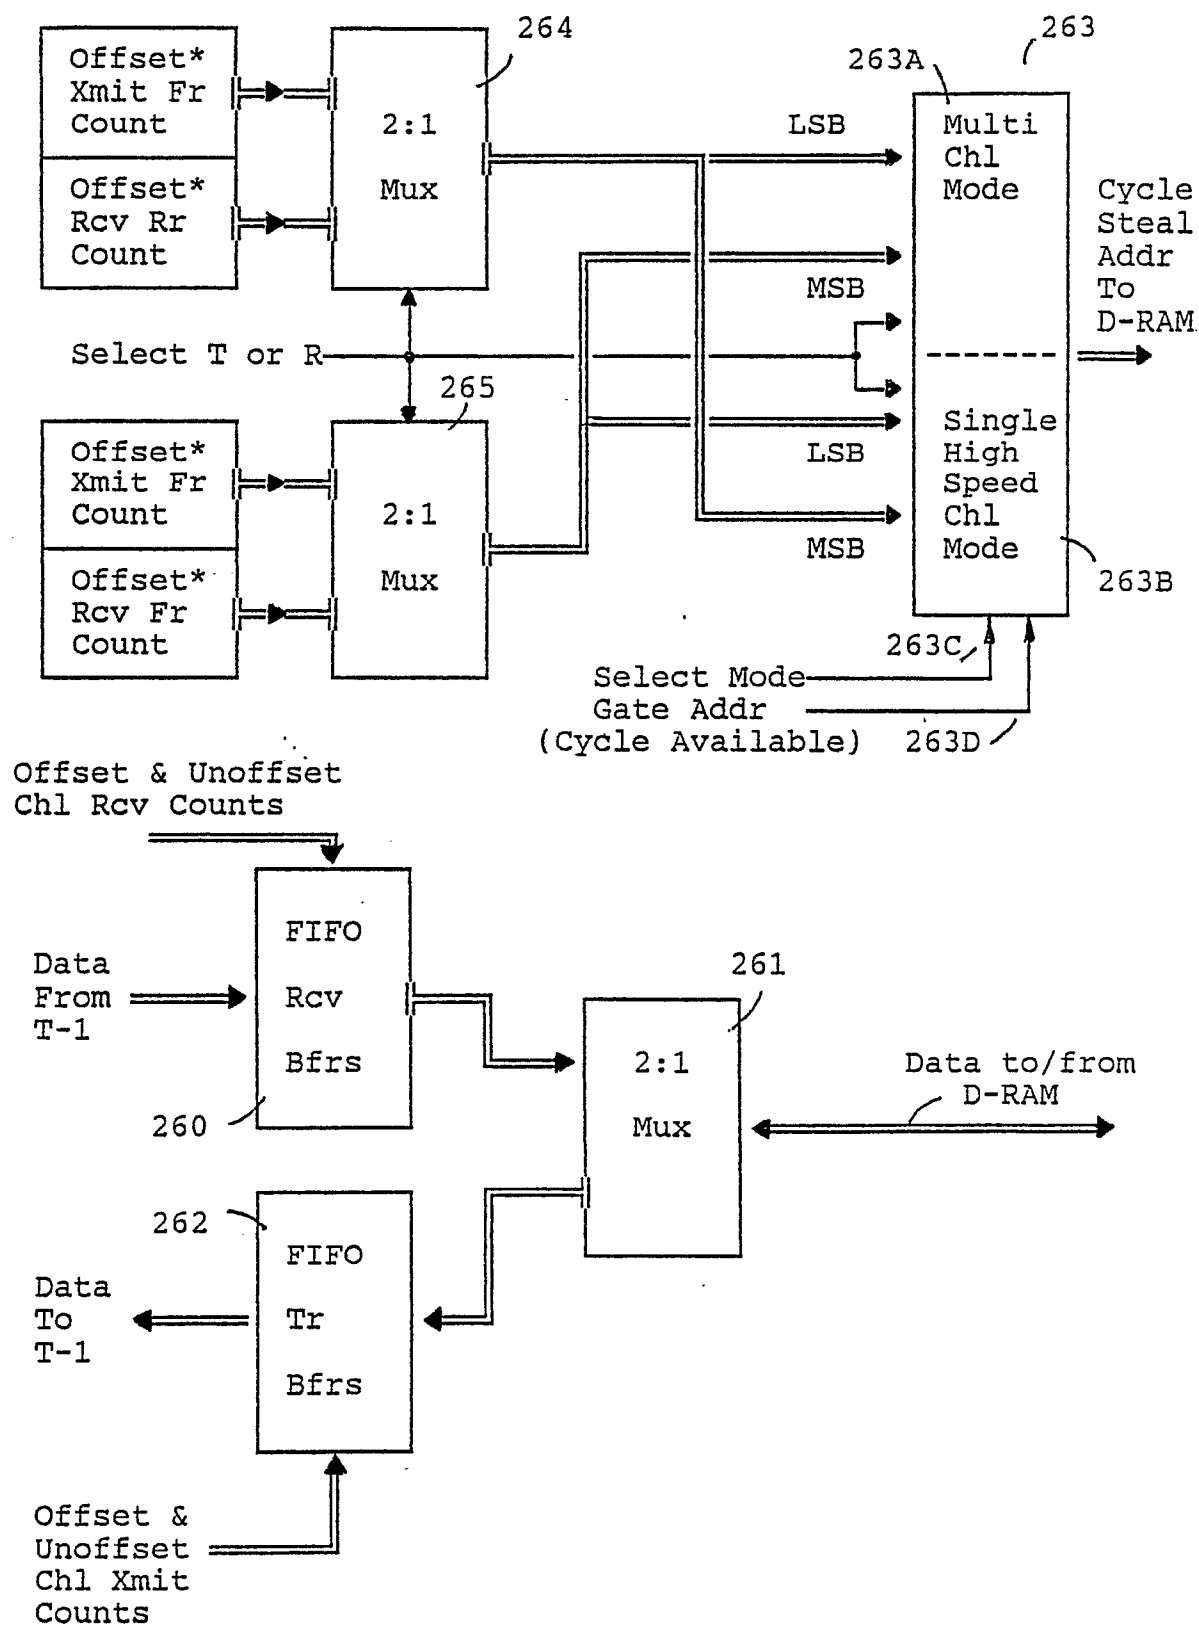 Offset*
Xmit Fr
Count
Offset*
Rcv Rr
Count
2:1
Mux
264
Select T or R
265
Offset*
Xmit Fr
Count
Offset*
Rcv Fr
Count
2:1
Mux
LSB
MSB
LSB
MSB
263
263A
Multi
Chl
Mode
Single
High
Speed
Chl
Mode
263B
Cycle
Steal
Addr
To
D-RAM
263C
Select Mode
Gate Addr
(Cycle Available)
263D
Offset & Unoffset
Chl Rcv Counts
Data
From
T-1
FIFO
Rcv
Bfrs
260
261
2:1
Mux
Data to/from
D-RAM
262
FIFO
Tr
Bfrs
Data
To
T-1
Offset &
Unoffset
Chl Xmit
Counts